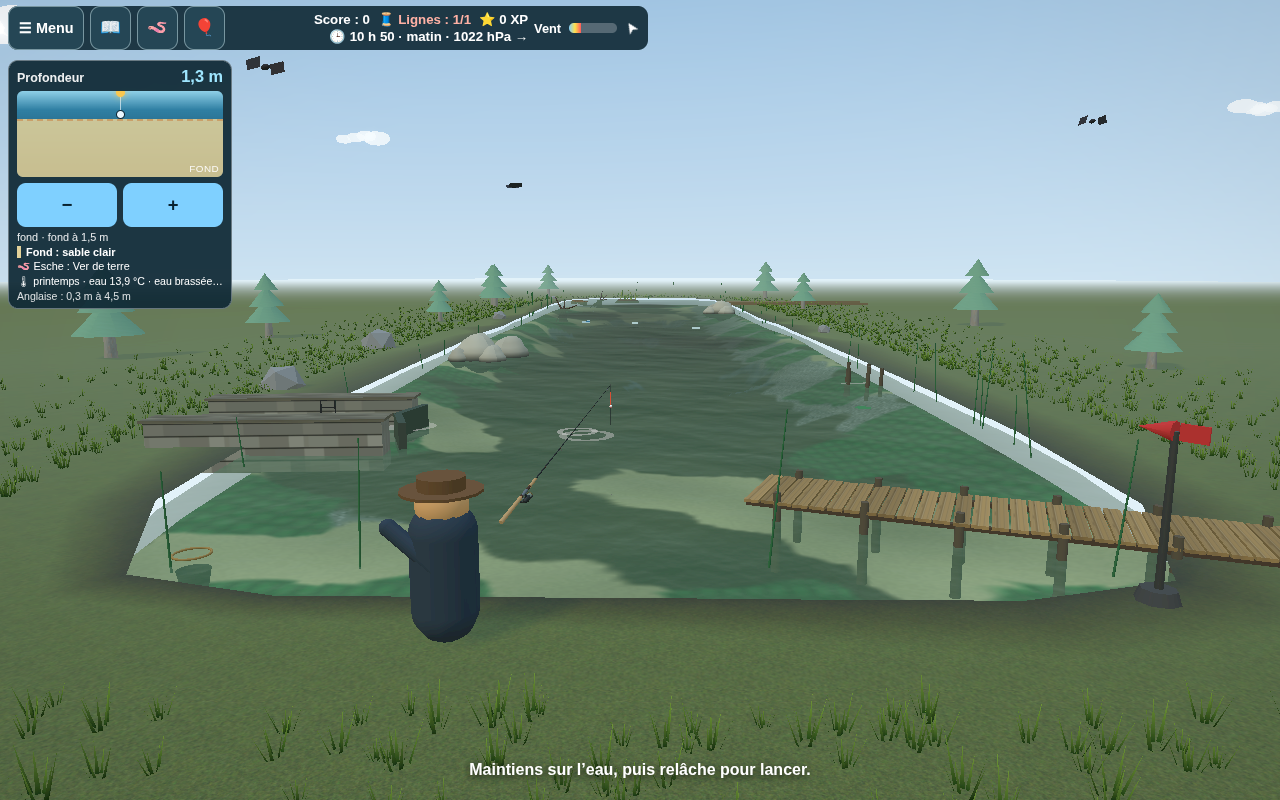 ☰ Menu
Score : 0 🧵 Lignes : 1/1 ⭐ 0 XP
🕒 10 h 50 · matin · 1022 hPa →
Vent
Profondeur 1,3 m
FOND
− +
fond · fond à 1,5 m
Fond : sable clair
🪱 Esche : Ver de terre
🌡 printemps · eau 13,9 °C · eau brassée…
Anglaise : 0,3 m à 4,5 m
Maintiens sur l’eau, puis relâche pour lancer.